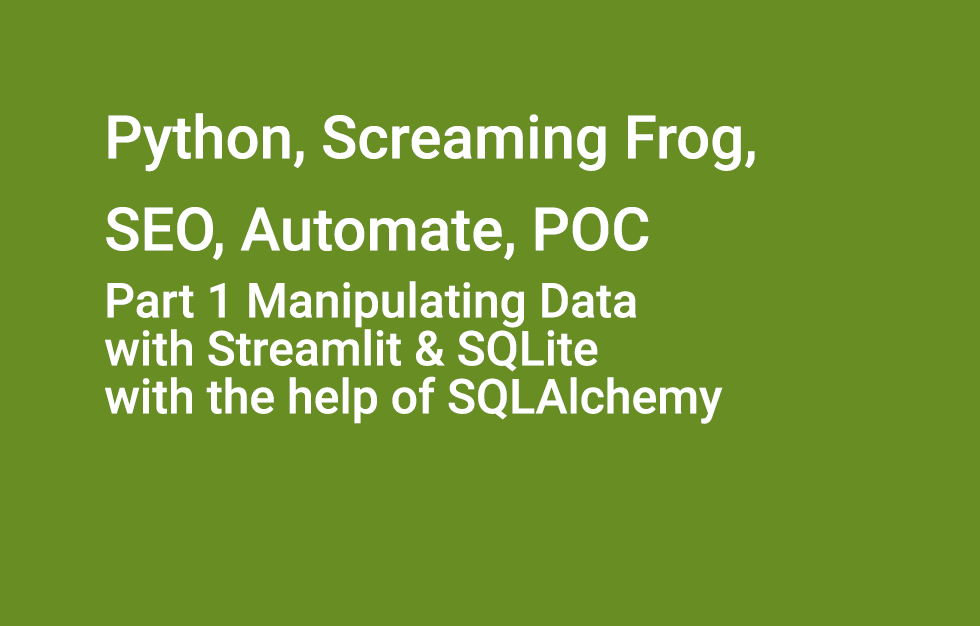 Python, Screaming Frog,
SEO, Automate, POC
Part 1 Manipulating Data
with Streamlit & SQLite
with the help of SQLAlchemy